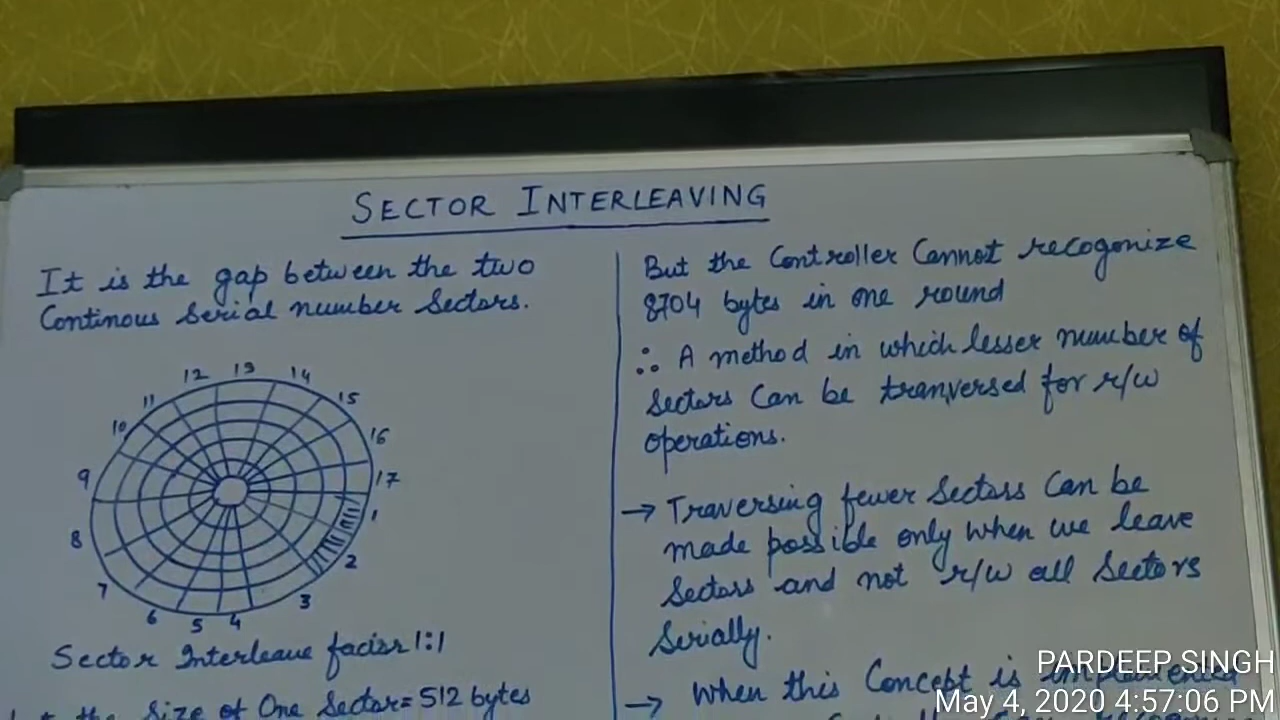 SECTOR INTERLEAVING
It is the gap between the two
Continous Serial number Sectors.
12 13 14
11 15
10 16
9 17
8 1
7 2
6 5 4 3
Sector Interleave factor 1:1
the size of One Sector= 512 bytes
But the Controller Cannot recogonize
8704 bytes in one round
∴ A method in which lesser number of
Sectors Can be tranversed for r/w
operations.
→ Traversing fewer Sectors Can be
made possible only when we leave
Sectors and not r/w all Sectors
Serially.
→ When this Concept is implemented
PARDEEP SINGH
May 4, 2020 4:57:06 PM